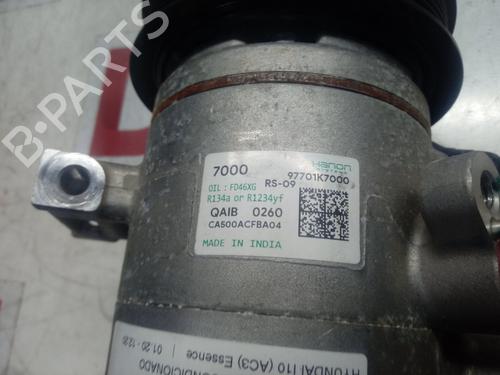 B-PARTS
7000
Hanon
SYSTEMS
97701K7000
OIL : FD46XG
RS-09
R134a or R1234yf
QAIB 0260
CA500ACFBA04
MADE IN INDIA
HYUNDAI I10 (AC3) Essence